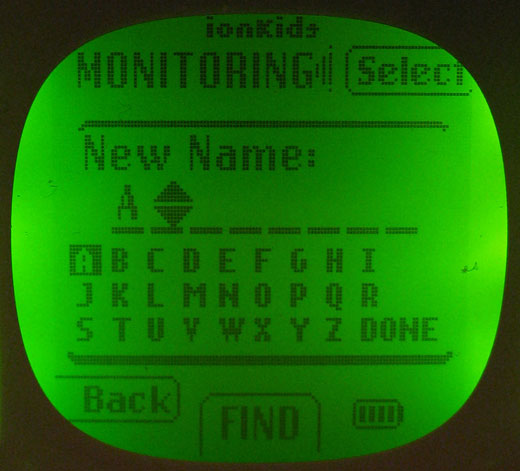 ionKids
MONITORING Select
New Name:
A
A B C D E F G H I
J K L M N O P Q R
S T U V W X Y Z DONE
Back FIND